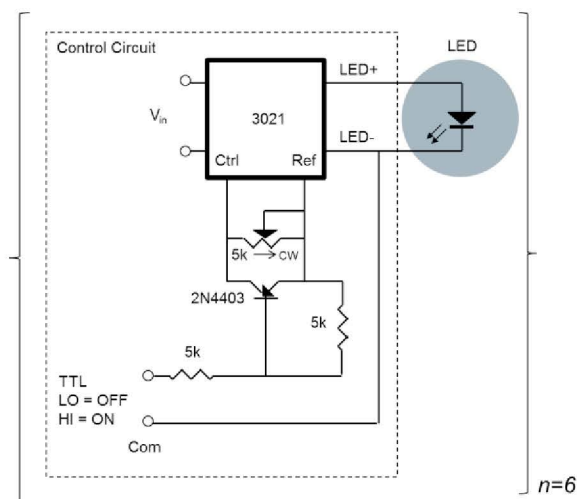 Control Circuit
LED
LED+
Vin
3021
LED-
Ctrl
Ref
5k
CW
2N4403
5k
5k
TTL
LO = OFF
HI = ON
Com
n=6